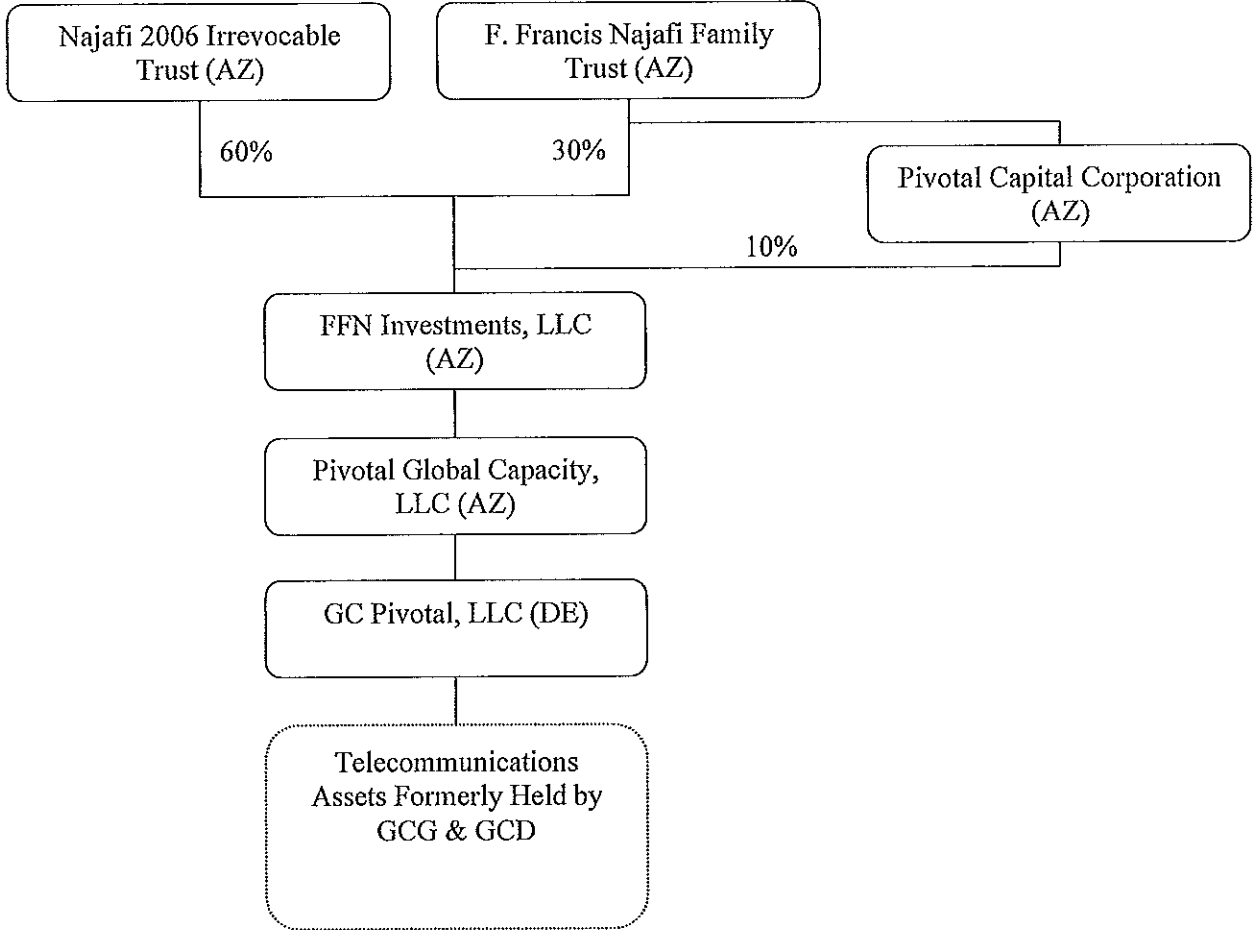 Najafi 2006 Irrevocable
Trust (AZ)
F. Francis Najafi Family
Trust (AZ)
60%
30%
Pivotal Capital Corporation
(AZ)
10%
FFN Investments, LLC
(AZ)
Pivotal Global Capacity,
LLC (AZ)
GC Pivotal, LLC (DE)
Telecommunications
Assets Formerly Held by
GCG & GCD